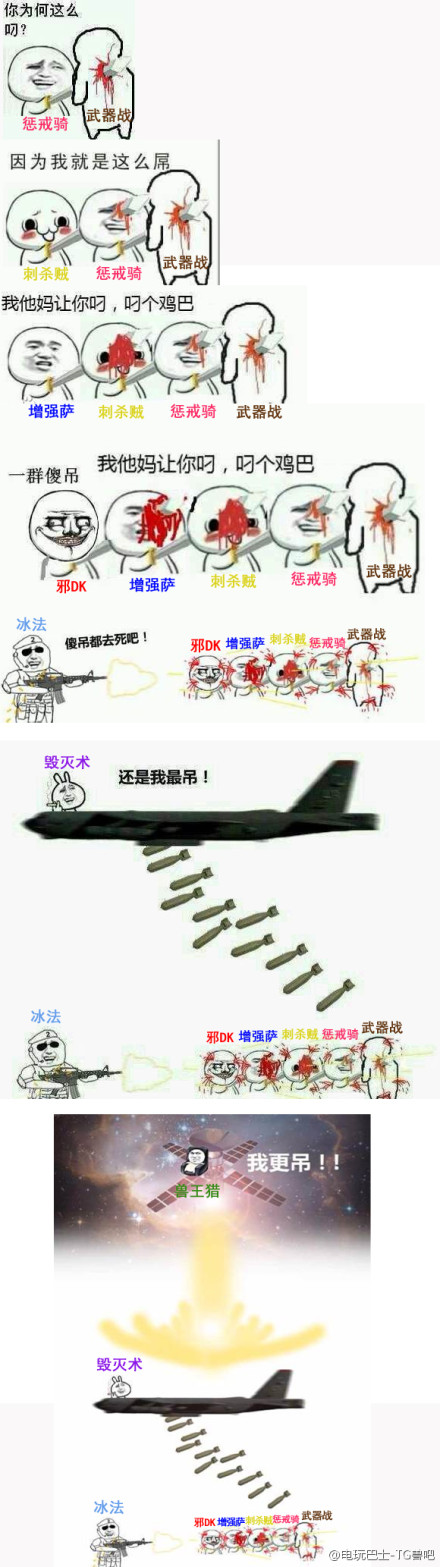 你为何这么
叼？
惩戒骑
武器战
因为我就是这么屌
刺杀贼
惩戒骑
武器战
我他妈让你叼，叼个鸡巴
增强萨
刺杀贼
惩戒骑
武器战
一群傻吊
我他妈让你叼，叼个鸡巴
邪DK
增强萨
刺杀贼
惩戒骑
武器战
冰法
傻吊都去死吧！
邪DK 增强萨 刺杀贼 惩戒骑 武器战
毁灭术
还是我最吊！
冰法
邪DK 增强萨 刺杀贼 惩戒骑 武器战
我更吊！！
兽王猎
毁灭术
冰法
邪DK 增强萨 刺杀贼 惩戒骑 武器战
@电玩巴士-TG兽吧